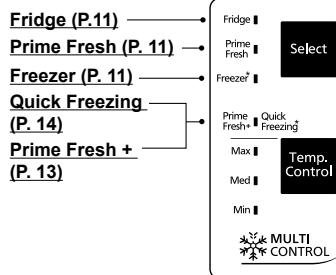 Fridge (P.11)
Prime Fresh (P. 11)
Freezer (P. 11)
Quick Freezing
(P. 14)
Prime Fresh +
(P. 13)
Fridge
Prime
Fresh
Freezer*
Select
Prime Quick
Fresh+ Freezing*
Max
Med
Min
Temp.
Control
MULTI
CONTROL